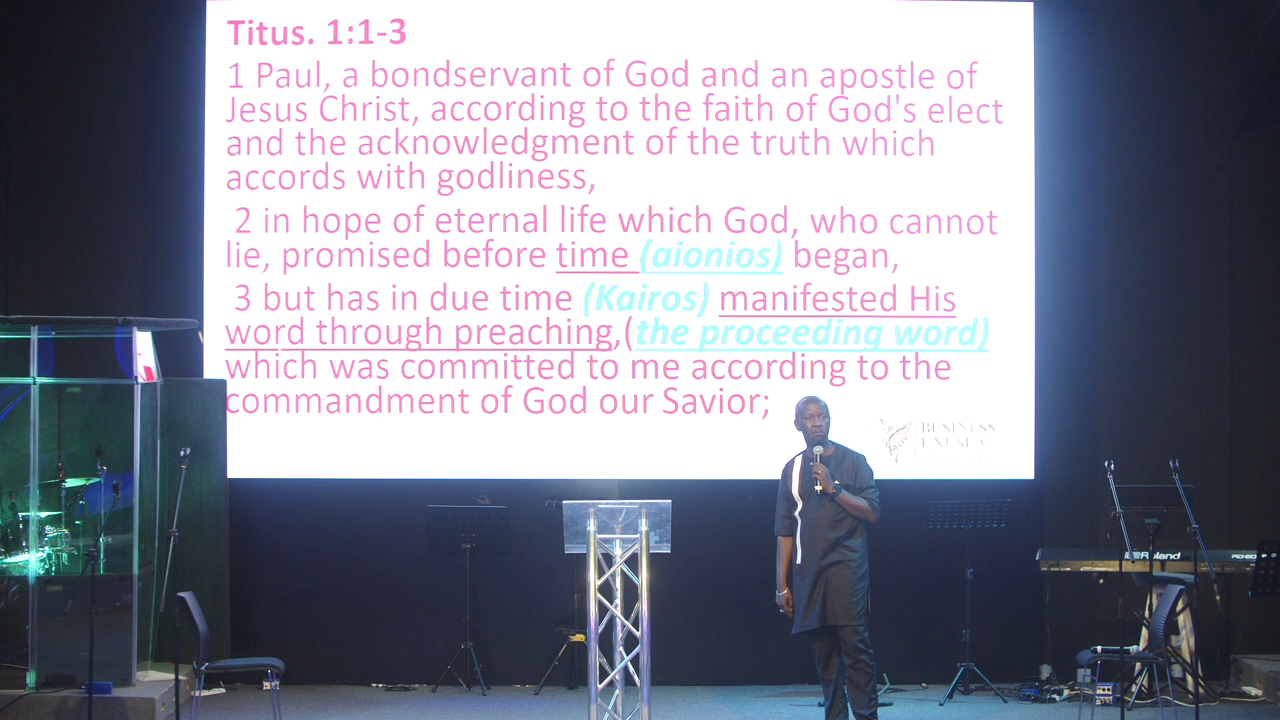 Titus. 1:1-3
1 Paul, a bondservant of God and an apostle of
Jesus Christ, according to the faith of God's elect
and the acknowledgment of the truth which
accords with godliness,
2 in hope of eternal life which God, who cannot
lie, promised before time (aionios) began,
3 but has in due time (Kairos) manifested His
word through preaching,(the proceeding word)
which was committed to me according to the
commandment of God our Savior;
BUSINESS
Roland